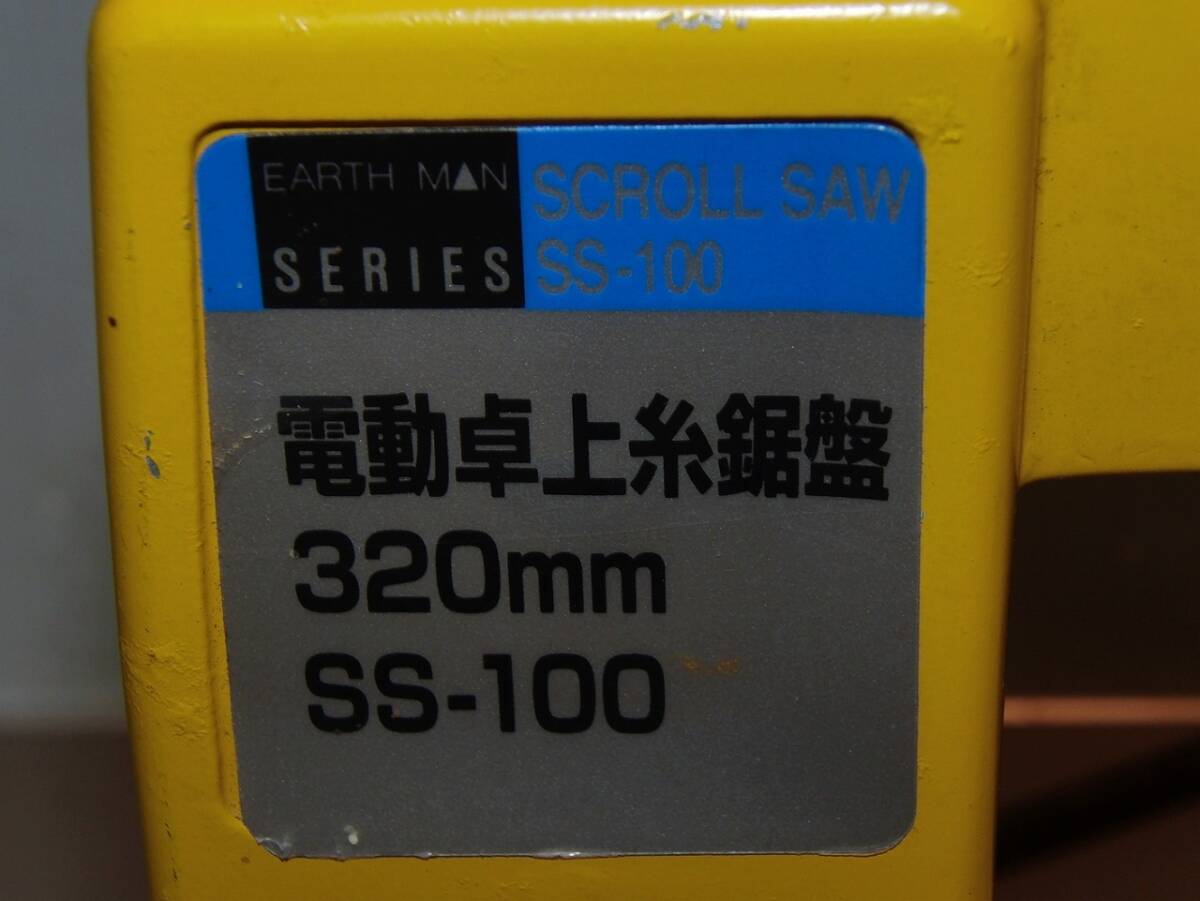 EARTH MAN
SERIES
SCROLL SAW
SS-100
電動卓上糸鋸盤
320mm
SS-100